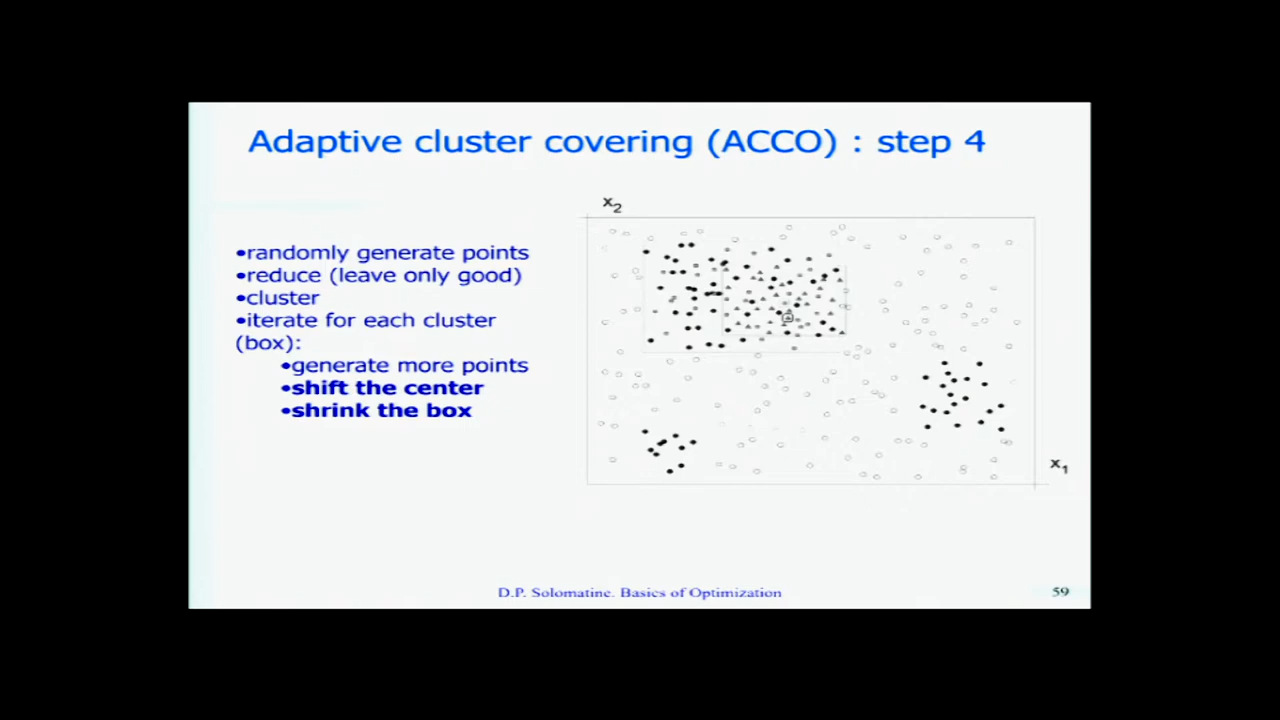 Adaptive cluster covering (ACCO) : step 4
x2
•randomly generate points
•reduce (leave only good)
•cluster
•iterate for each cluster
(box):
•generate more points
•shift the center
•shrink the box
x1
D.P. Solomatine. Basics of Optimization
59